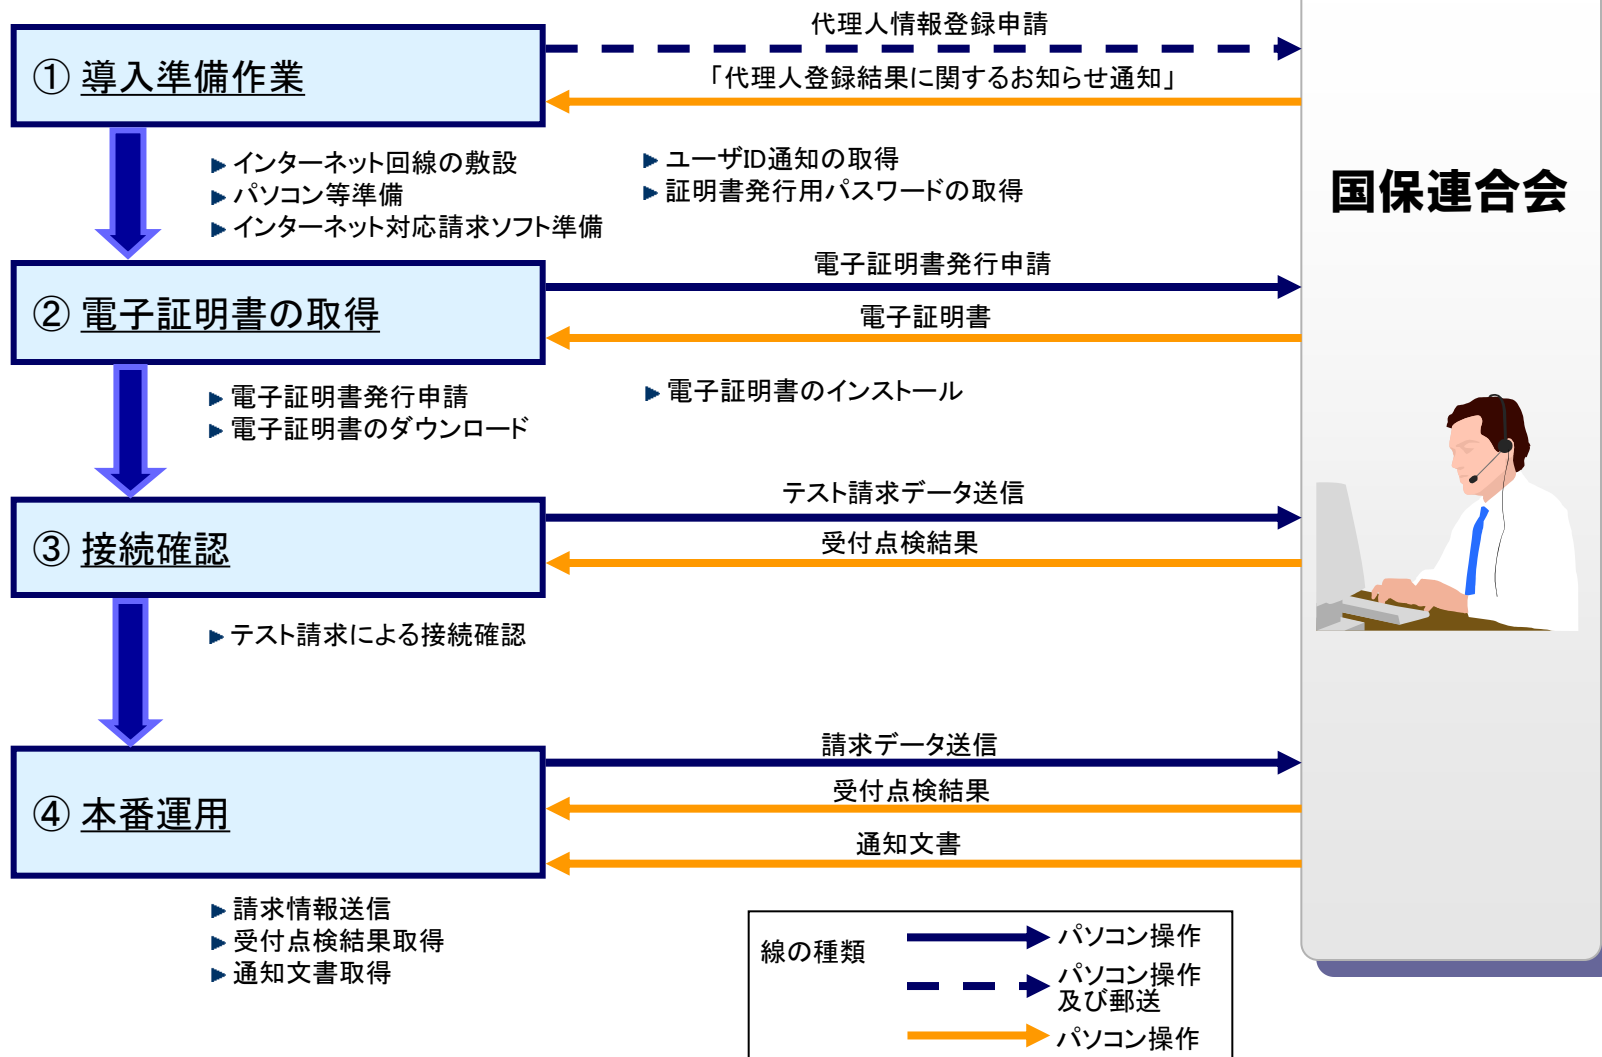 代理人情報登録申請
① 導入準備作業
「代理人登録結果に関するお知らせ通知」
インターネット回線の敷設
パソコン等準備
インターネット対応請求ソフト準備
ユーザID通知の取得
証明書発行用パスワードの取得
国保連合会
電子証明書発行申請
② 電子証明書の取得
電子証明書
電子証明書発行申請
電子証明書のダウンロード
電子証明書のインストール
テスト請求データ送信
③ 接続確認
受付点検結果
テスト請求による接続確認
請求データ送信
④ 本番運用
受付点検結果
通知文書
請求情報送信
受付点検結果取得
通知文書取得
線の種類
パソコン操作
パソコン操作
及び郵送
パソコン操作